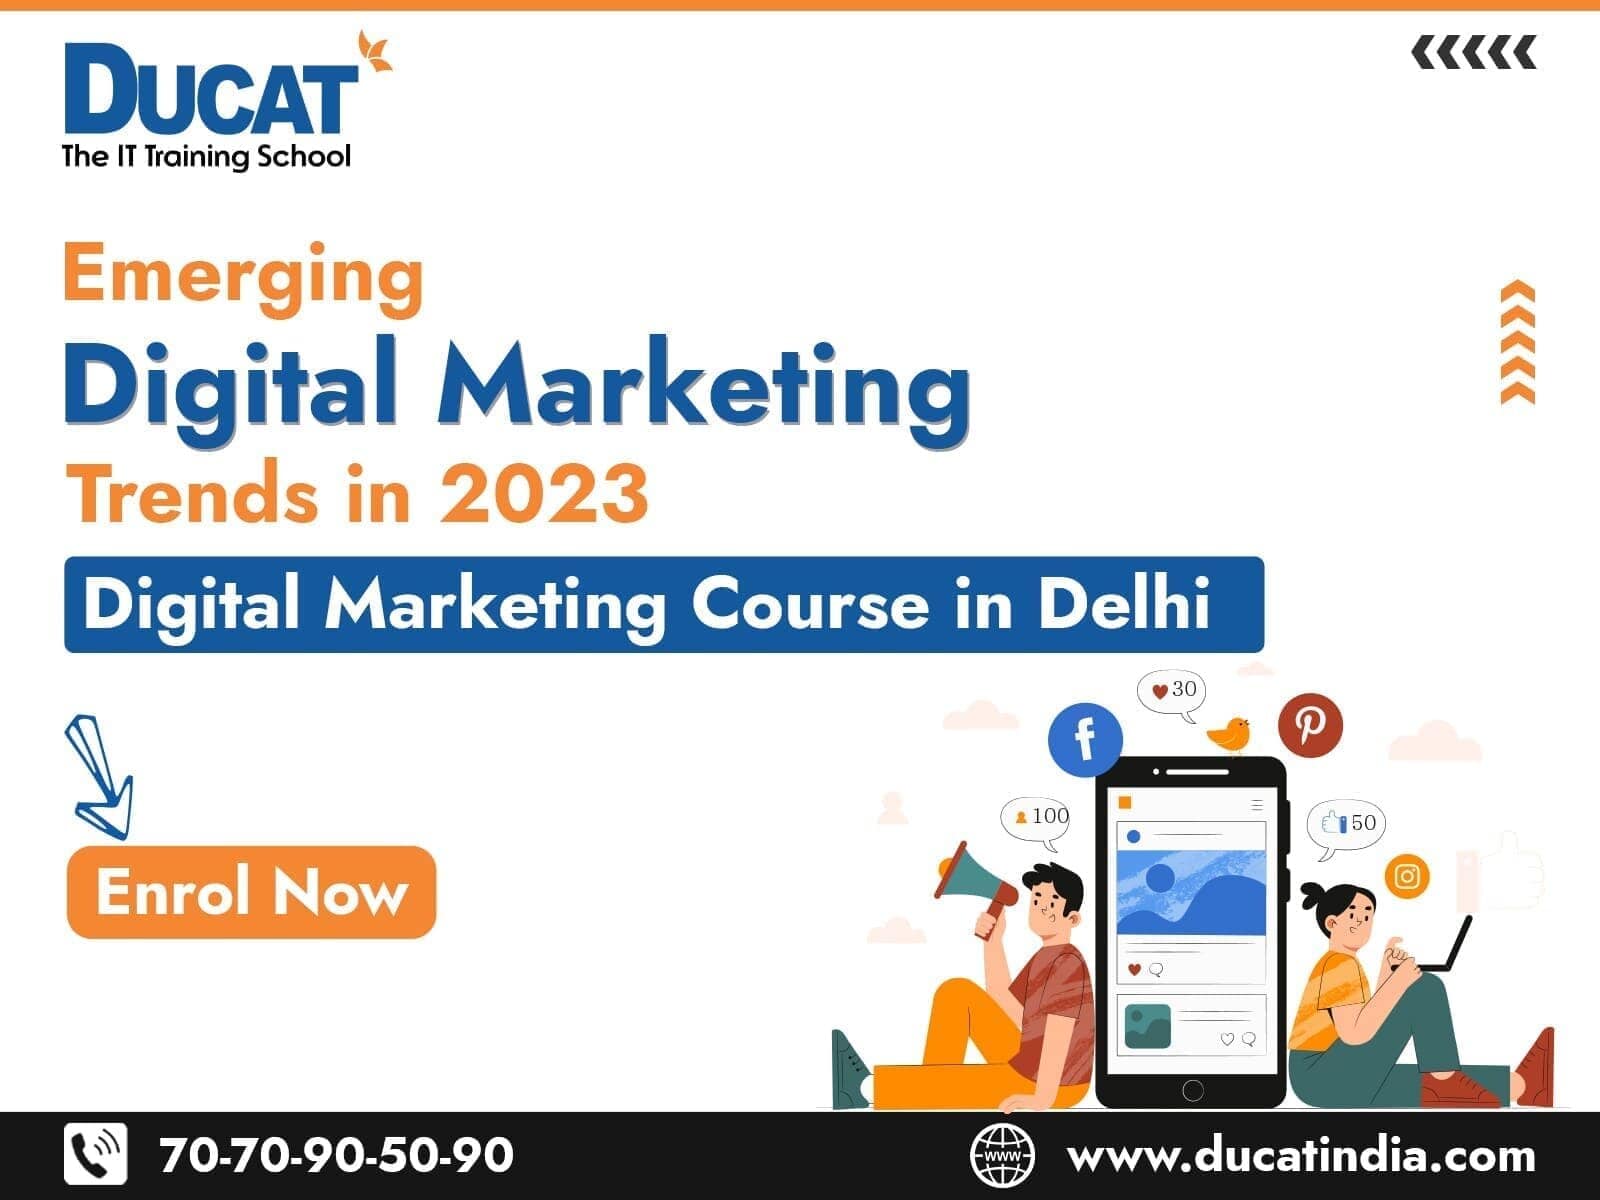 DUCAT
The IT Training School
Emerging
Digital Marketing
Trends in 2023
Digital Marketing Course in Delhi
30
f
100
50
Enrol Now
70-70-90-50-90
WWW
www.ducatindia.com